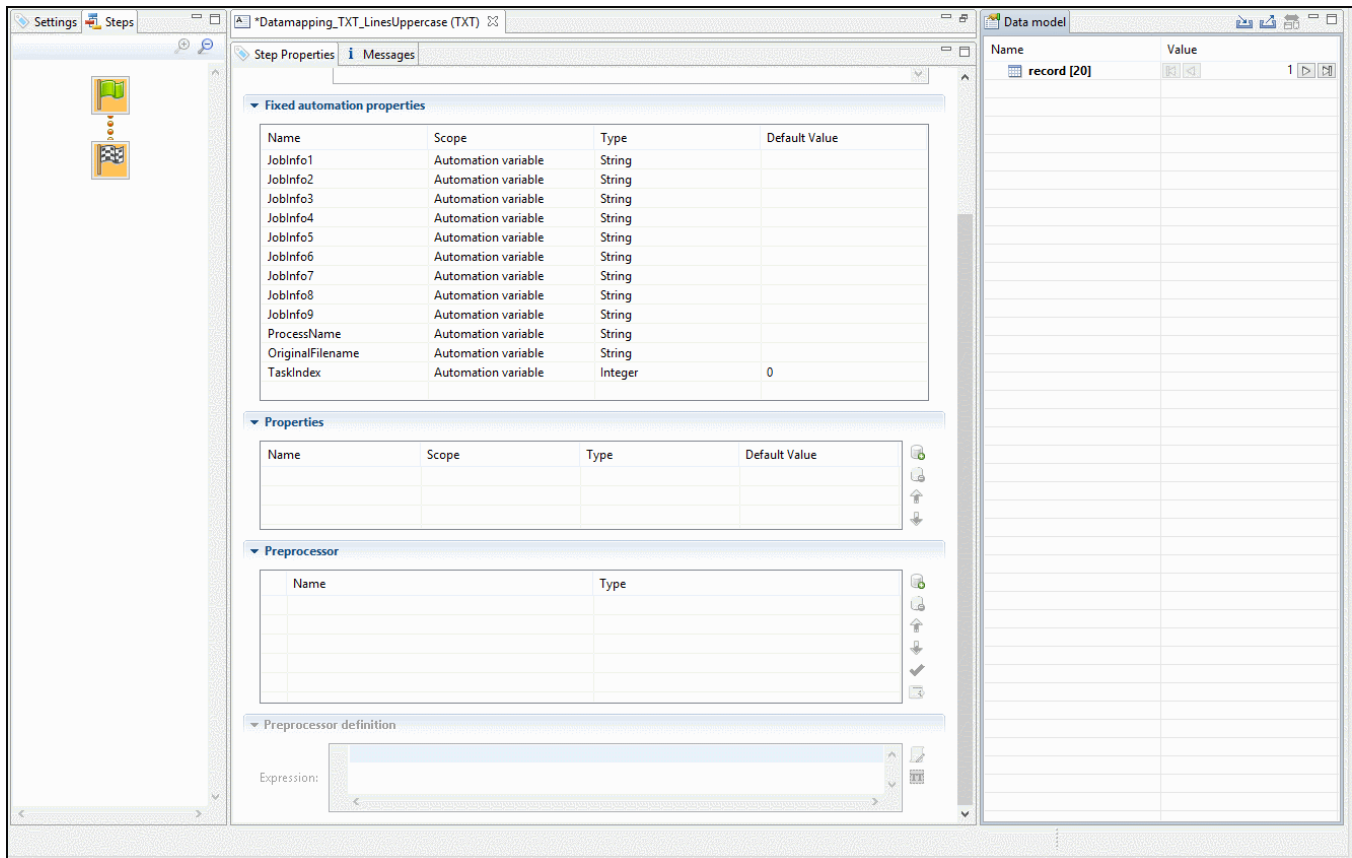 Settings Steps
*Datamapping_TXT_LinesUppercase (TXT)
Step Properties i Messages
Fixed automation properties
Name Scope Type Default Value
JobInfo1 Automation variable String
JobInfo2 Automation variable String
JobInfo3 Automation variable String
JobInfo4 Automation variable String
JobInfo5 Automation variable String
JobInfo6 Automation variable String
JobInfo7 Automation variable String
JobInfo8 Automation variable String
JobInfo9 Automation variable String
ProcessName Automation variable String
OriginalFilename Automation variable String
TaskIndex Automation variable Integer 0
Properties
Name Scope Type Default Value
Preprocessor
Name Type
Preprocessor definition
Expression:
Data model
Name Value
record [20] 1